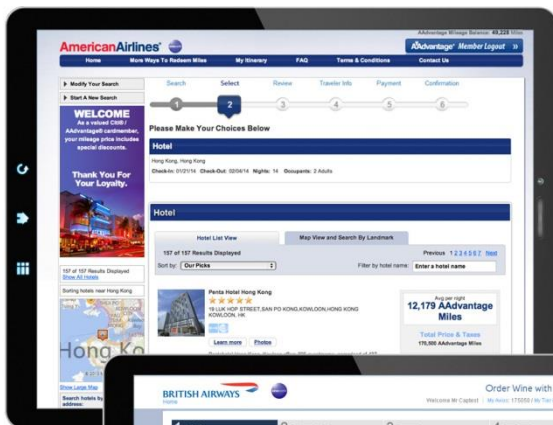 AAdvantage Mileage Balance: 49,228 Miles
AmericanAirlines®
AAdvantage® Member Logout »
Home More Ways To Redeem Miles My Itinerary FAQ Terms & Conditions Contact Us
Modify Your Search
Start A New Search
Search Select Review Traveler Info Payment Confirmation
1 2 3 4 5 6
WELCOME
As a valued Citi® /
AAdvantage® cardmember,
your mileage price includes
special discounts.
Thank You For
Your Loyalty.
Please Make Your Choices Below
Hotel
Hong Kong, Hong Kong
Check-In: 01/21/14 Check-Out: 02/04/14 Nights: 14 Occupants: 2 Adults
Hotel
Hotel List View Map View and Search By Landmark
157 of 157 Results Displayed Previous 1 2 3 4 5 6 7 Next
Sort by: Our Picks Filter by hotel name: Enter a hotel name
157 of 157 Results Displayed
Show All Hotels
Sorting hotels near Hong Kong
Hong Ko
Show Large Map
Search hotels by
address:
Penta Hotel Hong Kong
19 LUK HOP STREET,SAN PO KONG,KOWLOON,HONG KONG
KOWLOON, HK
Learn more Photos
Avg per night
12,179 AAdvantage
Miles
Total Price & Taxes
170,500 AAdvantage Miles
BRITISH AIRWAYS
Home
Order Wine with
Welcome Mr Captest | My Avios: 175058 | My Tier